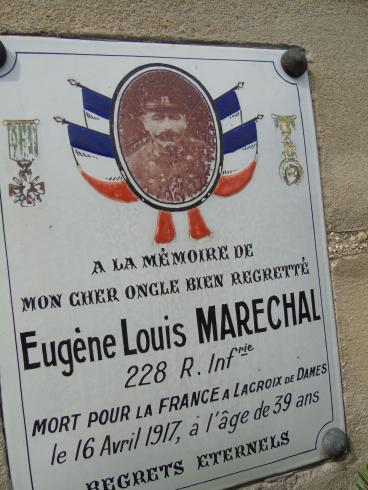 A LA MÉMOIRE DE
MON CHER ONGLE BIEN REGRETTÉ
Eugène Louis MARECHAL
228 R. Infrie
MORT POUR LA FRANCE A LACROIX DE DAMES
le 16 Avril 1917, à l'âge de 39 ans
REGRETS ETERNELS